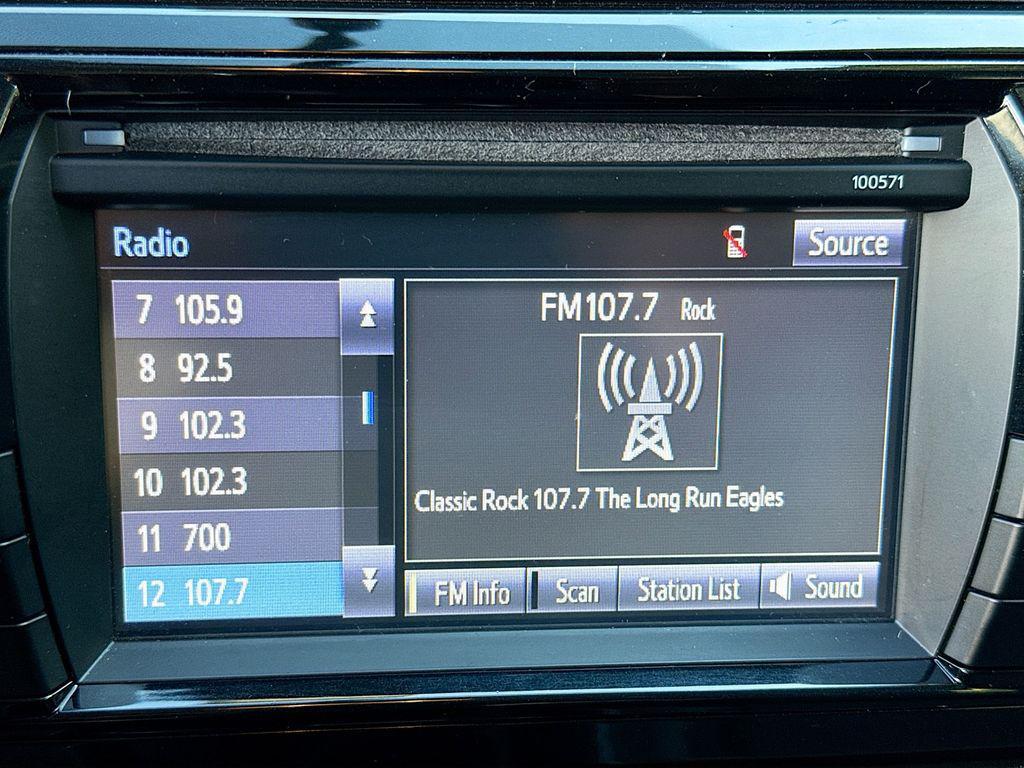 100571
Radio
Source
7 105.9
8 92.5
9 102.3
10 102.3
11 700
12 107.7
FM107.7 Rock
Classic Rock 107.7 The Long Run Eagles
FM Info
Scan
Station List
Sound